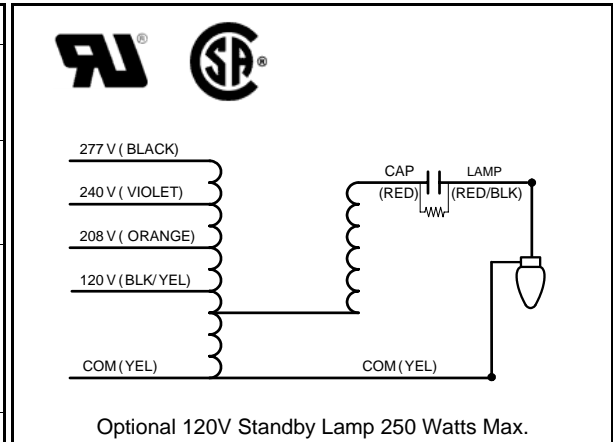 277 V ( BLACK)
240 V ( VIOLET)
208 V ( ORANGE)
120 V (BLK/ YEL)
COM (YEL)
CAP
(RED)
LAMP
(RED/BLK)
COM (YEL)
Optional 120V Standby Lamp 250 Watts Max.